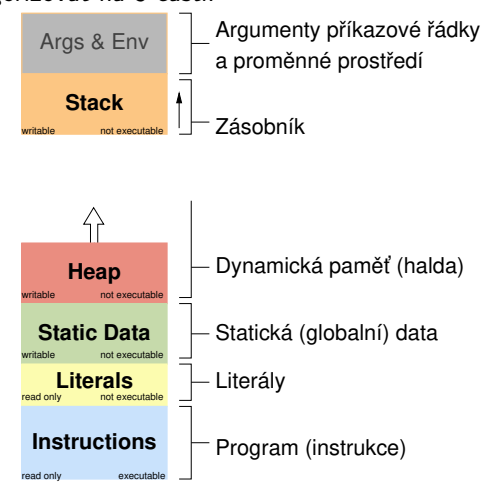 Args & Env
Argumenty příkazové řádky
a proměnné prostředí
Stack
writable not executable
Zásobník
Heap
writable not executable
Dynamická paměť (halda)
Static Data
writable not executable
Statická (globalní) data
Literals
read only not executable
Literály
Instructions
read only executable
Program (instrukce)